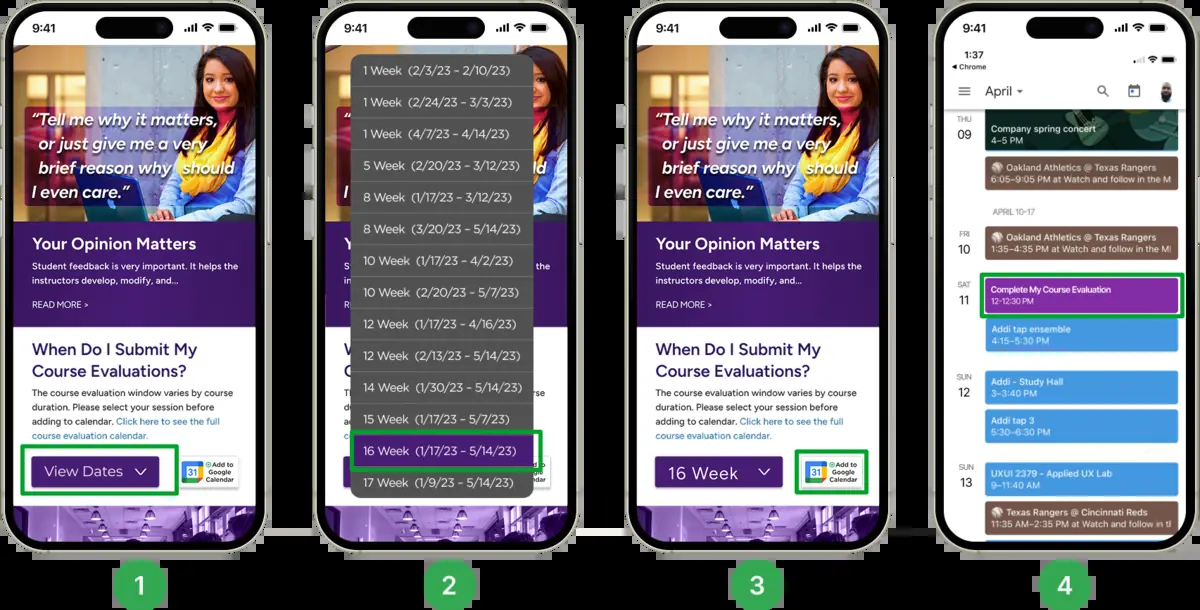 9:41
"Tell me why it matters,
or just give me a very
brief reason why should
I even care."
Your Opinion Matters
Student feedback is very important. It helps the
instructors develop, modify, and...
READ MORE >
When Do I Submit My
Course Evaluations?
The course evaluation window varies by course
duration. Please select your session before
adding to calendar. Click here to see the full
course evaluation calendar.
View Dates
31
Add to
Google
Calendar
1
9:41
1 Week (2/3/23 - 2/10/23)
1 Week (2/24/23 - 3/3/23)
1 Week (4/7/23 - 4/14/23)
5 Week (2/20/23 - 3/12/23)
8 Week (1/17/23 - 3/12/23)
8 Week (3/20/23 - 5/14/23)
10 Week (1/17/23 - 4/2/23)
10 Week (2/20/23 - 5/7/23)
12 Week (1/17/23 - 4/16/23)
12 Week (2/13/23 - 5/14/23)
14 Week (1/30/23 - 5/14/23)
15 Week (1/17/23 - 5/7/23)
16 Week (1/17/23 - 5/14/23)
17 Week (1/9/23 - 5/14/23)
2
9:41
"Tell me why it matters,
or just give me a very
brief reason why should
I even care."
Your Opinion Matters
Student feedback is very important. It helps the
instructors develop, modify, and...
READ MORE >
When Do I Submit My
Course Evaluations?
The course evaluation window varies by course
duration. Please select your session before
adding to calendar. Click here to see the full
course evaluation calendar.
16 Week
31
Add to
Google
Calendar
3
9:41
1:37
◂ Chrome
April
THU
09
Company spring concert
4–5 PM
Oakland Athletics @ Texas Rangers
6:05–9:05 PM at Watch and follow in the M
APRIL 10-17
FRI
10
Oakland Athletics @ Texas Rangers
1:35–4:35 PM at Watch and follow in the
SAT
11
Complete My Course Evaluation
12-12:30 PM
Addi tap ensemble
4:15–5:30 PM
SUN
12
Addi - Study Hall
3–3:40 PM
Addi tap 3
5:30–6:30 PM
SUN
13
UXUI 2379 - Applied UX Lab
9–11:40 AM
Texas Rangers @ Cincinnati Reds
11:35 AM–2:35 PM at Watch and follow in
4